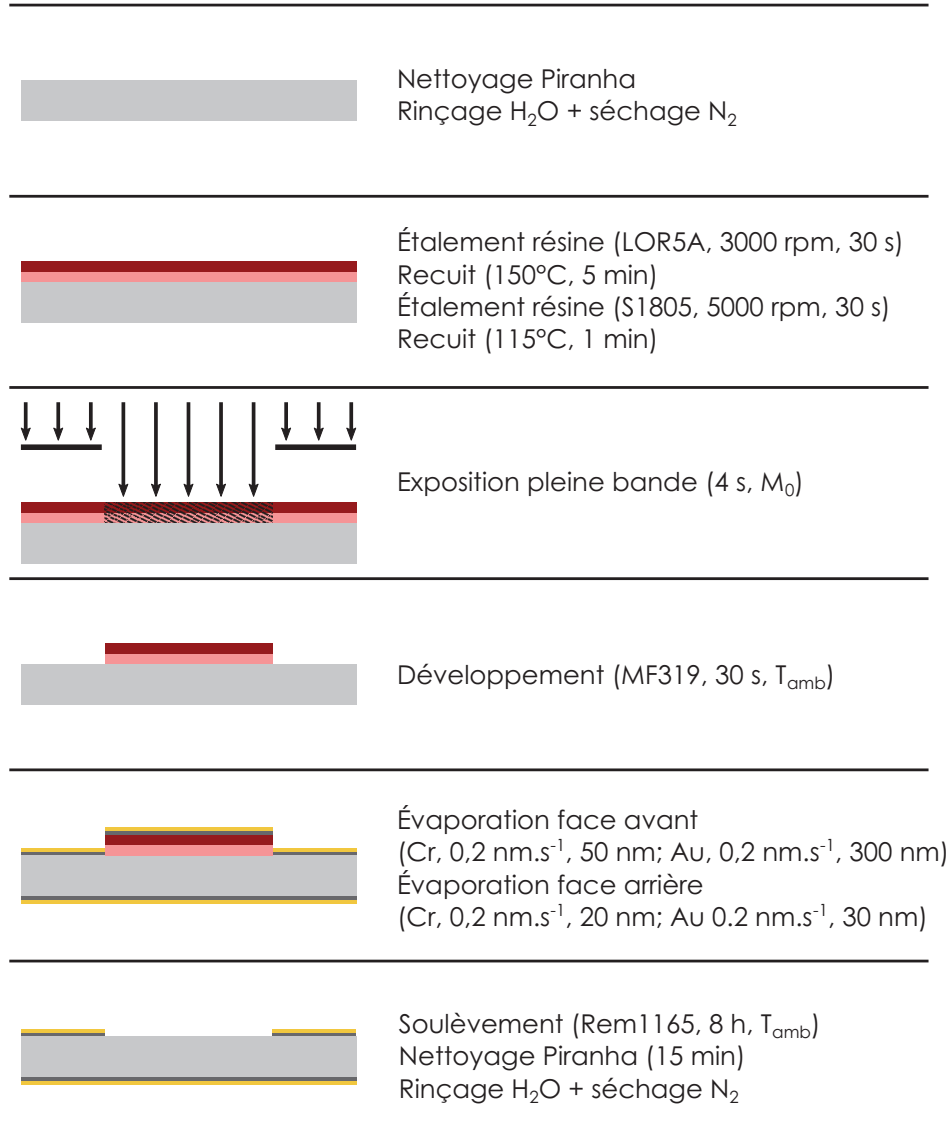 Nettoyage Piranha
Rinçage H₂O + séchage N₂
Étalement résine (LOR5A, 3000 rpm, 30 s)
Recuit (150°C, 5 min)
Étalement résine (S1805, 5000 rpm, 30 s)
Recuit (115°C, 1 min)
Exposition pleine bande (4 s, M₀)
Développement (MF319, 30 s, Tamb)
Évaporation face avant
(Cr, 0,2 nm.s⁻¹, 50 nm; Au, 0,2 nm.s⁻¹, 300 nm)
Évaporation face arrière
(Cr, 0,2 nm.s⁻¹, 20 nm; Au 0.2 nm.s⁻¹, 30 nm)
Soulèvement (Rem1165, 8 h, Tamb)
Nettoyage Piranha (15 min)
Rinçage H₂O + séchage N₂